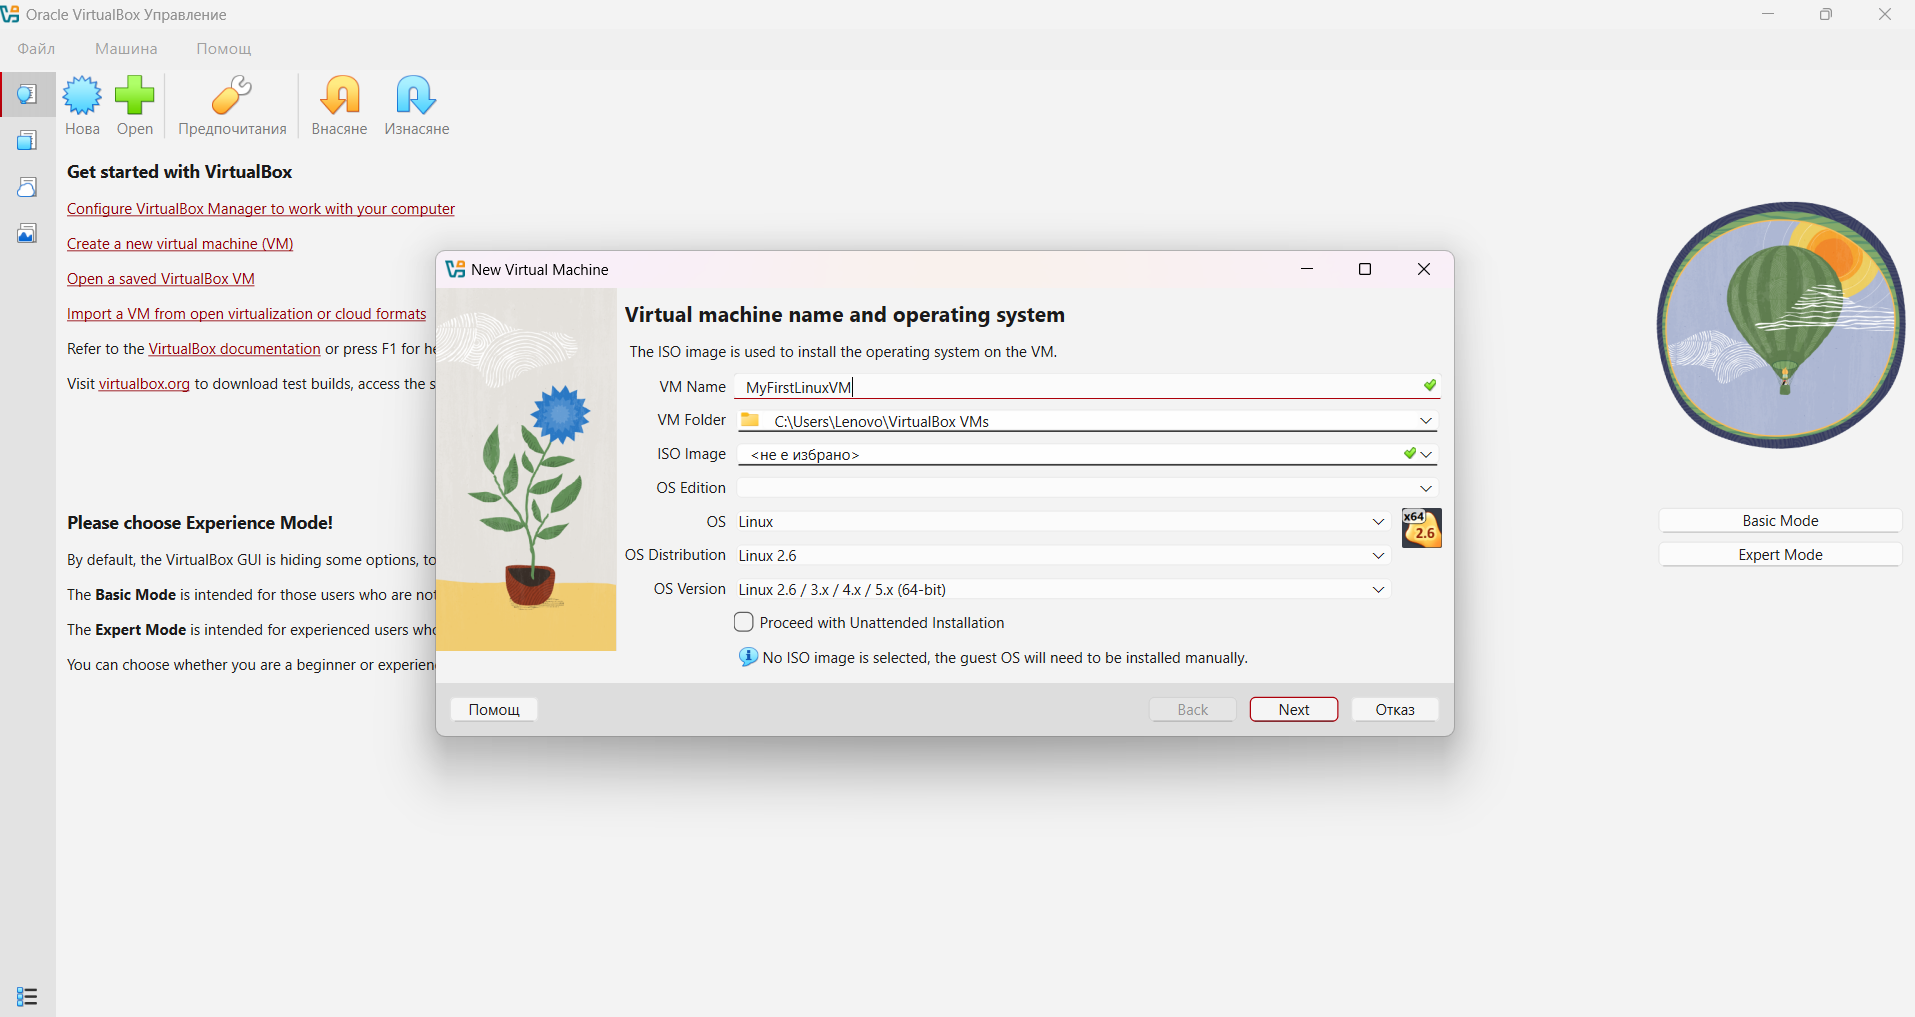 Oracle VirtualBox Управление
Файл Машина Помощ
Нова Open Предпочитания Внасяне Изнасяне
Get started with VirtualBox
Configure VirtualBox Manager to work with your computer
Create a new virtual machine (VM)
Open a saved VirtualBox VM
Import a VM from open virtualization or cloud formats
Refer to the VirtualBox documentation or press F1 for he
Visit virtualbox.org to download test builds, access the s
Please choose Experience Mode!
By default, the VirtualBox GUI is hiding some options, to
The Basic Mode is intended for those users who are not
The Expert Mode is intended for experienced users who
You can choose whether you are a beginner or experien
New Virtual Machine
Virtual machine name and operating system
The ISO image is used to install the operating system on the VM.
VM Name MyFirstLinuxVM
VM Folder C:\Users\Lenovo\VirtualBox VMs
ISO Image <не е избрано>
OS Edition
OS Linux
x64
2.6
OS Distribution Linux 2.6
OS Version Linux 2.6 / 3.x / 4.x / 5.x (64-bit)
Proceed with Unattended Installation
No ISO image is selected, the guest OS will need to be installed manually.
Помощ Back Next Отказ
Basic Mode
Expert Mode